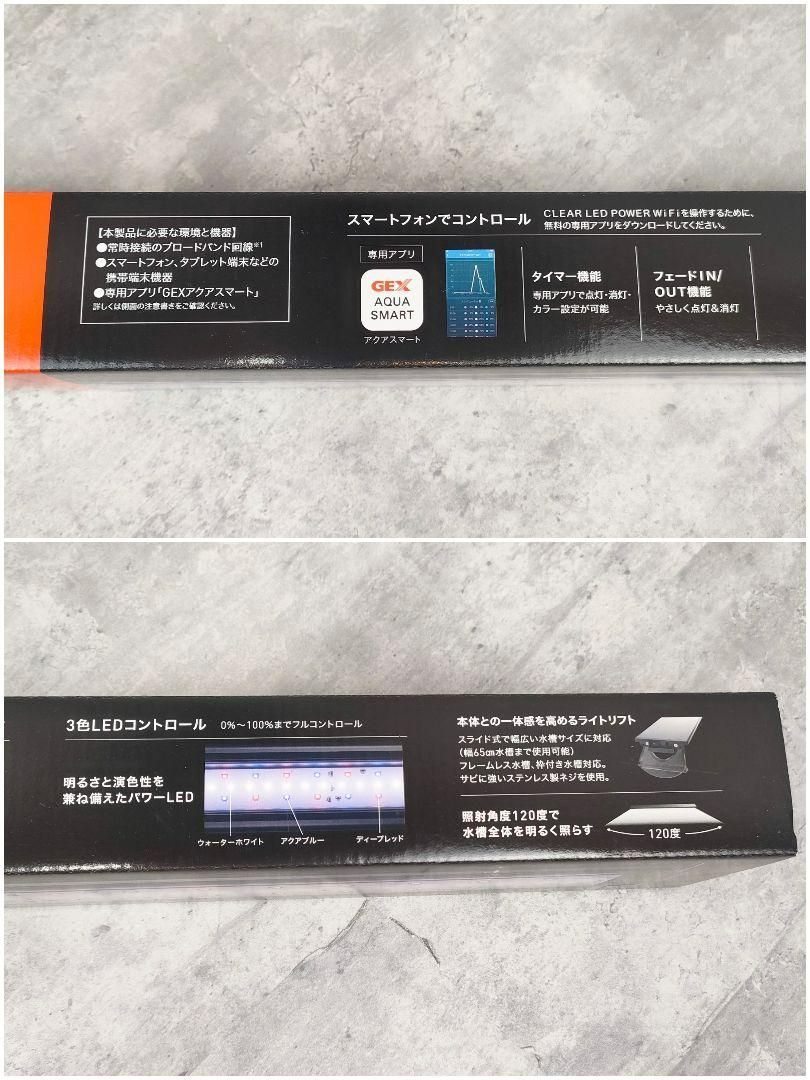 【本製品に必要な環境と機器】
●常時接続のブロードバンド回線※1
●スマートフォン、タブレット端末などの
携帯端末機器
●専用アプリ「GEXアクアスマート」
詳しくは側面の注意書きをご確認ください。
スマートフォンでコントロール
CLEAR LED POWER WiFiを操作するために、
無料の専用アプリをダウンロードしてください。
専用アプリ
GEX
AQUA
SMART
アクアスマート
タイマー機能
専用アプリで点灯・消灯・
カラー設定が可能
フェードIN/
OUT機能
やさしく点灯&消灯
3色LEDコントロール 0%〜100%までフルコントロール
明るさと演色性を
兼ね備えたパワーLED
ウォーターホワイト アクアブルー ディープレッド
本体との一体感を高めるライトリフト
スライド式で幅広い水槽サイズに対応
(幅65cm水槽まで使用可能)
フレームレス水槽、枠付き水槽対応。
サビに強いステンレス製ネジを使用。
照射角度120度で
水槽全体を明るく照らす
120度